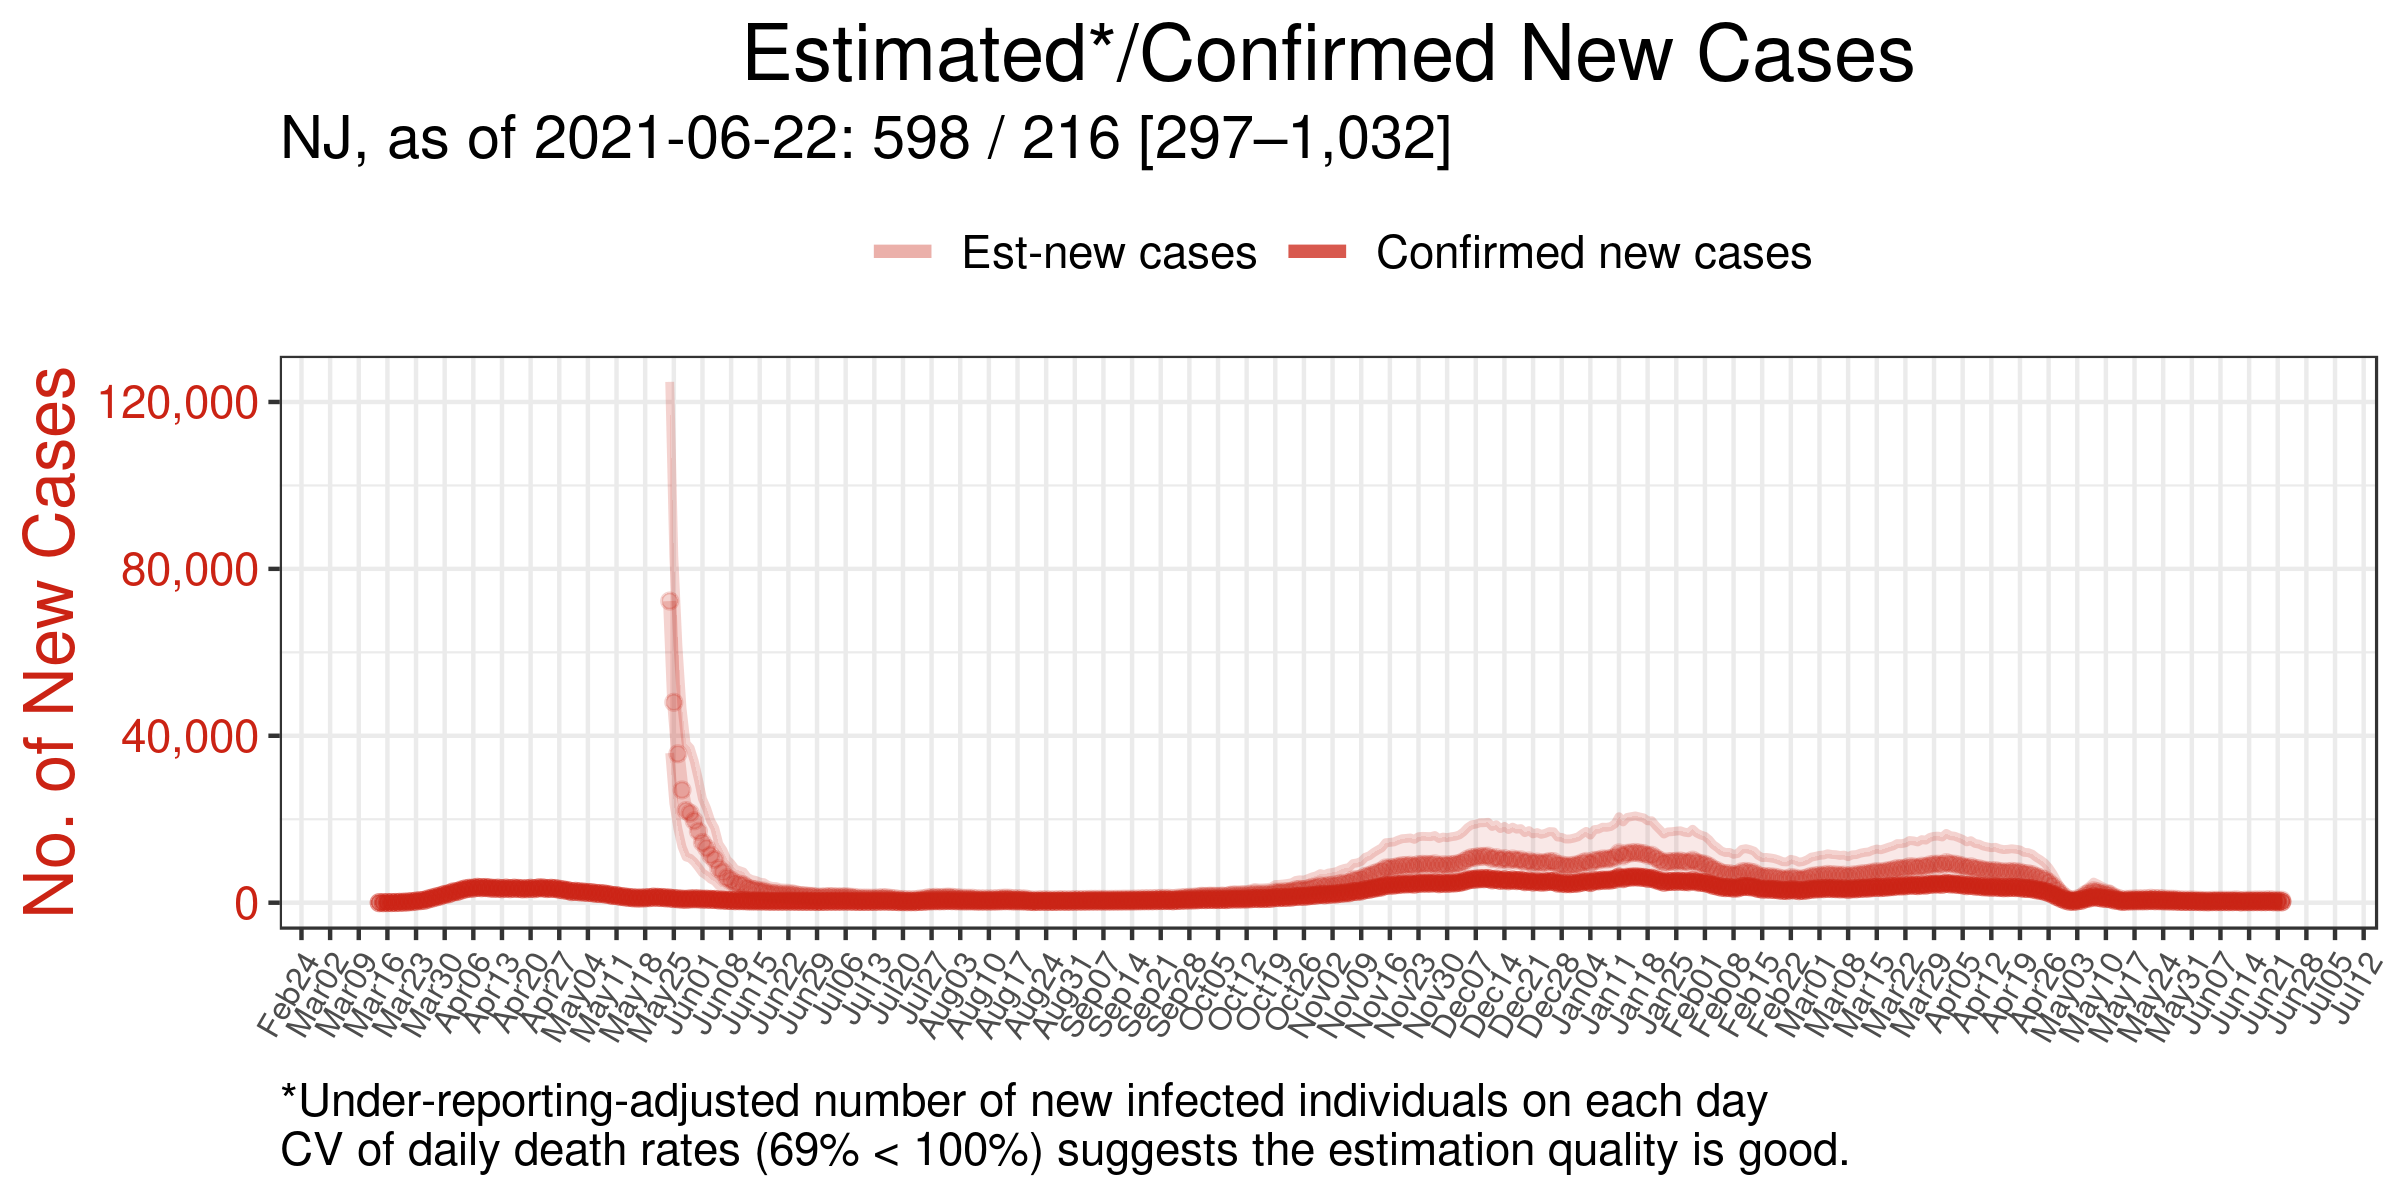 Estimated*/Confirmed New Cases
NJ, as of 2021-06-22: 598 / 216 [297–1,032]
Est-new cases
Confirmed new cases
No. of New Cases
120,000
80,000
40,000
0
Feb24
Mar02
Mar09
Mar16
Mar23
Mar30
Apr06
Apr13
Apr20
Apr27
May04
May11
May18
May25
Jun01
Jun08
Jun15
Jun22
Jun29
Jul06
Jul13
Jul20
Jul27
Aug03
Aug10
Aug17
Aug24
Aug31
Sep07
Sep14
Sep21
Sep28
Oct05
Oct12
Oct19
Oct26
Nov02
Nov09
Nov16
Nov23
Nov30
Dec07
Dec14
Dec21
Dec28
Jan04
Jan11
Jan18
Jan25
Feb01
Feb08
Feb15
Feb22
Mar01
Mar08
Mar15
Mar22
Mar29
Apr05
Apr12
Apr19
Apr26
May03
May10
May17
May24
May31
Jun07
Jun14
Jun21
Jun28
Jul05
Jul12
*Under-reporting-adjusted number of new infected individuals on each day
CV of daily death rates (69% < 100%) suggests the estimation quality is good.